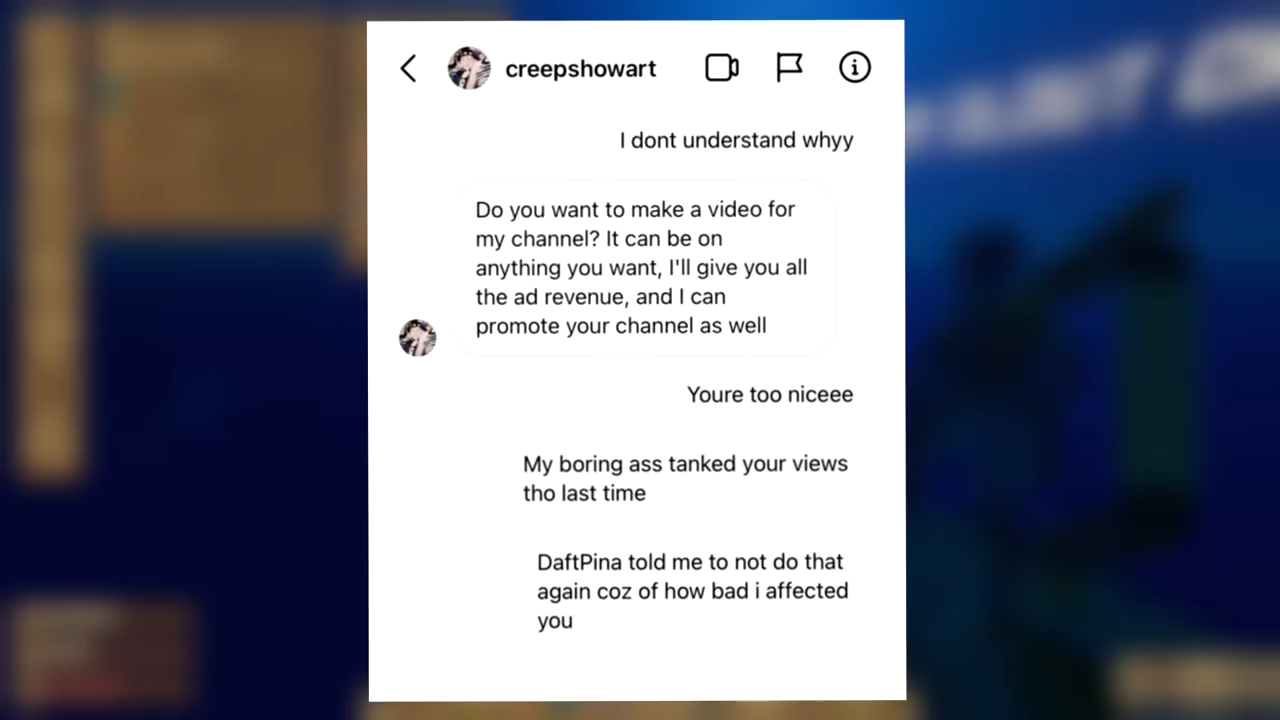 creepshowart
I dont understand whyy
Do you want to make a video for
my channel? It can be on
anything you want, I'll give you all
the ad revenue, and I can
promote your channel as well
Youre too niceee
My boring ass tanked your views
tho last time
DaftPina told me to not do that
again coz of how bad i affected
you